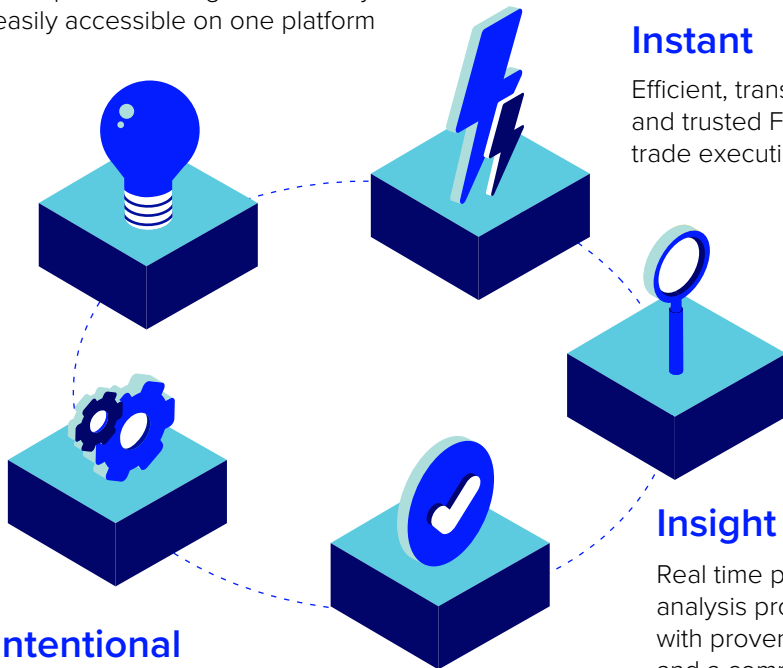 easily accessible on one platform
Instant
Efficient, trans
and trusted F
trade executi
Insight
Real time p
analysis pro
with proven
ntentional